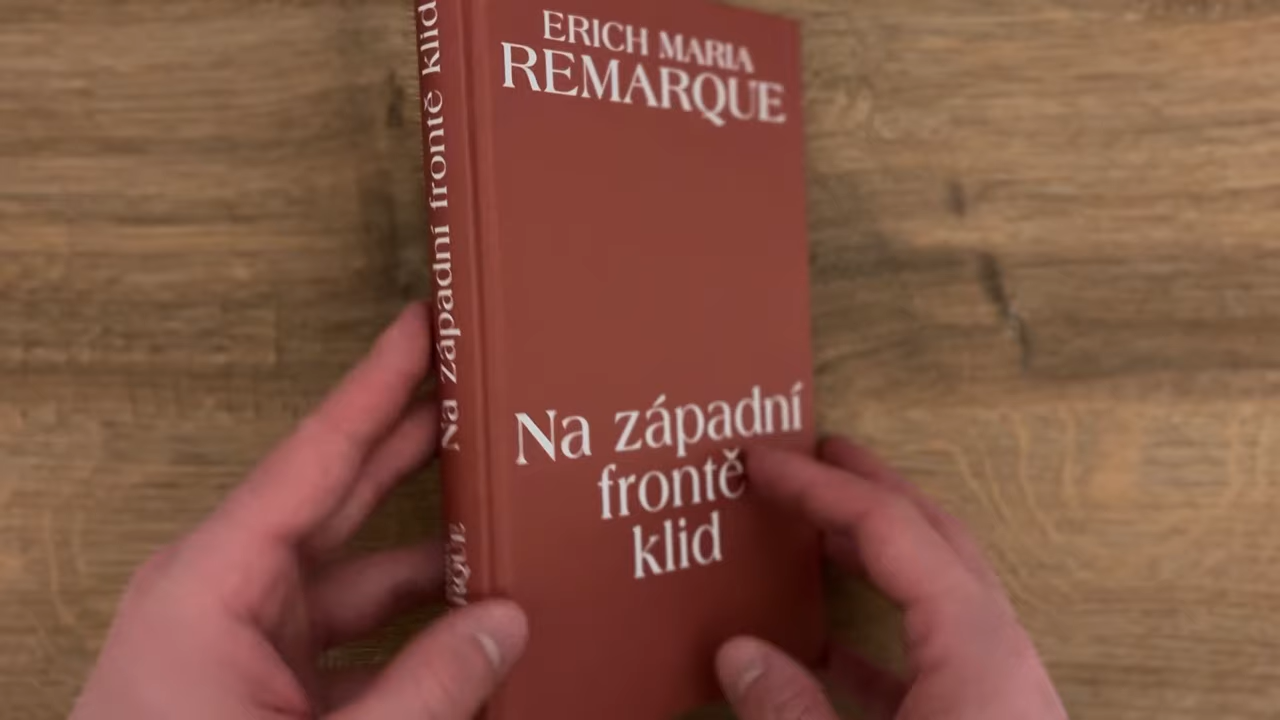 ERICH MARIA
REMARQUE
Na západní
frontě
klid
Na západní frontě klid